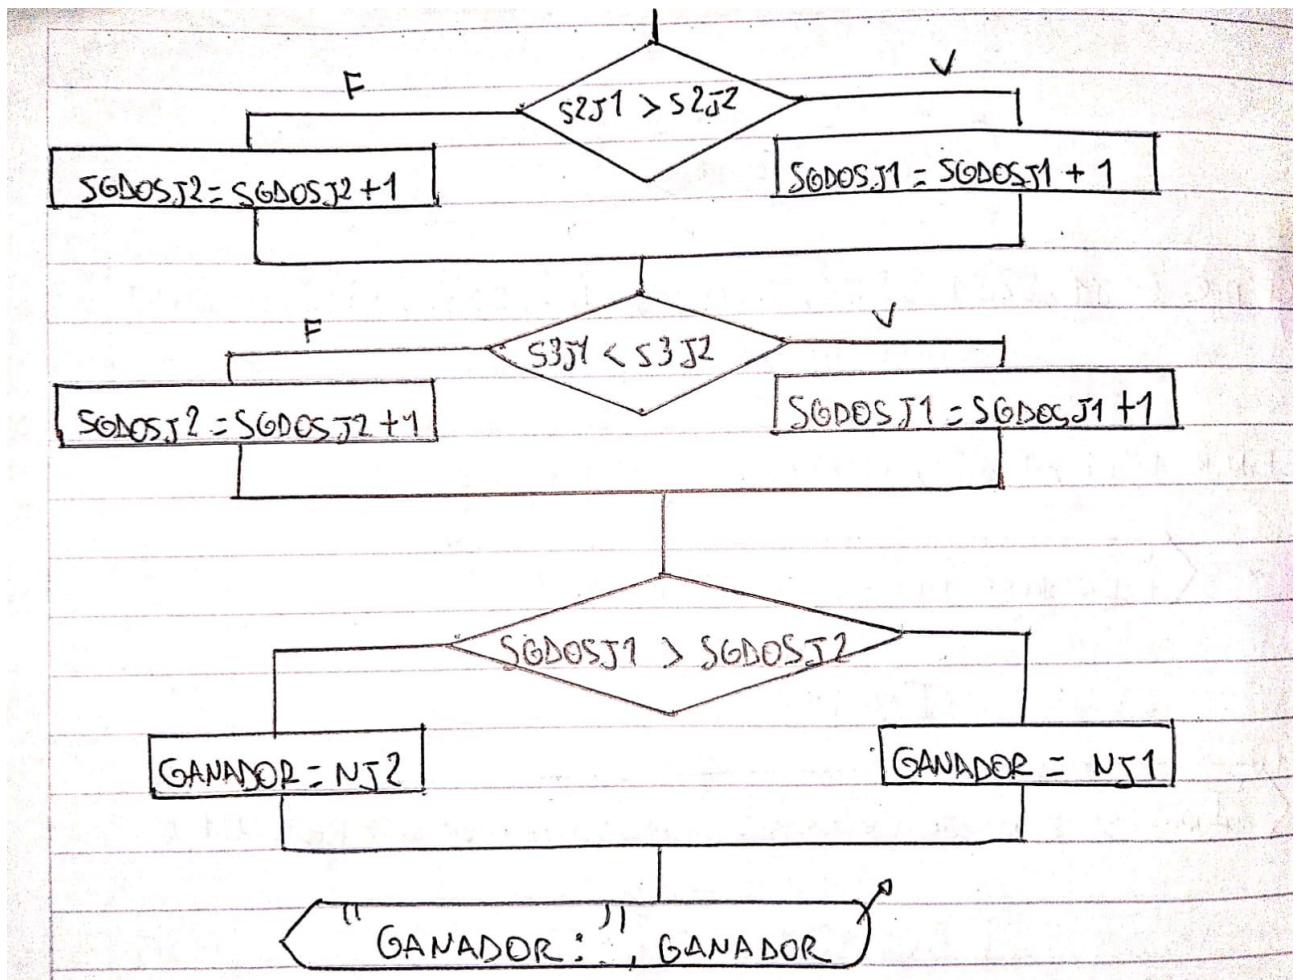 F
S2J1 > S2J2
V
SGDOSJ2 = SGDOSJ2 + 1
SGDOSJ1 = SGDOSJ1 + 1
F
S3J1 < S3J2
V
SGDOSJ2 = SGDOSJ2 + 1
SGDOSJ1 = SGDOSJ1 + 1
SGDOSJ1 > SGDOSJ2
GANADOR = NJ2
GANADOR = NJ1
"GANADOR:", GANADOR